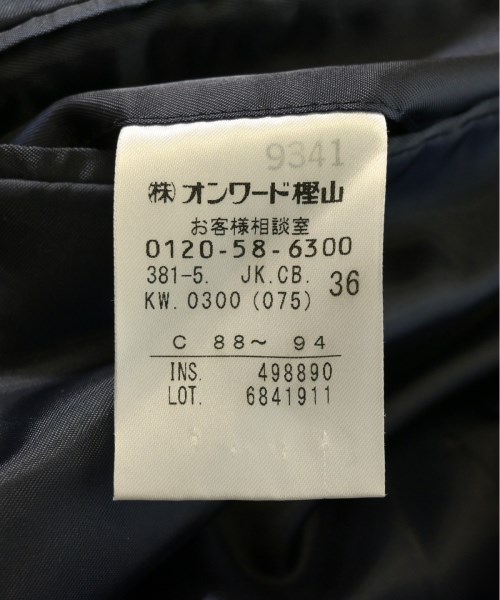 9341
㈱オンワード樫山
お客様相談室
0120-58-6300
381-5. JK.CB. 36
KW.0300(075)
C 88〜 94
INS. 498890
LOT. 6841911